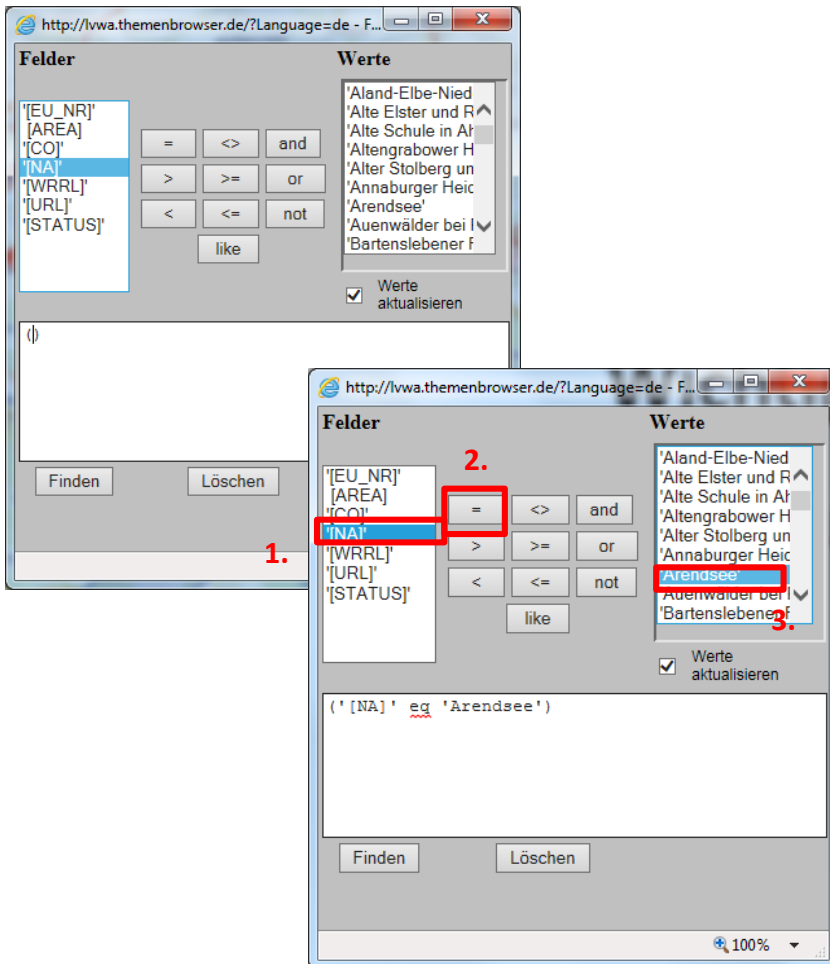 http://lvwa.themenbrowser.de/?Language=de - F...
Felder
Werte
'[EU_NR]'
[AREA]
'[CO]'
'[NA]'
'[WRRL]'
'[URL]'
'[STATUS]'
= <> and
> >= or
< <= not
like
'Aland-Elbe-Nied
'Alte Elster und R
'Alte Schule in Ah
'Altengrabower H
'Alter Stolberg un
'Annaburger Heid
'Arendsee'
'Auenwälder bei
'Bartenslebener F
Werte
aktualisieren
()
Finden
Löschen
http://lvwa.themenbrowser.de/?Language=de - F...
Felder
Werte
'[EU_NR]'
[AREA]
'[CO]'
'[NA]'
'[WRRL]'
'[URL]'
'[STATUS]'
1.
2.
= <> and
> >= or
< <= not
like
'Aland-Elbe-Nied
'Alte Elster und R
'Alte Schule in Ah
'Altengrabower H
'Alter Stolberg un
'Annaburger Heid
'Arendsee'
'Auenwälder bei
'Bartenslebener F
3.
Werte
aktualisieren
('[NA]' eq 'Arendsee')
Finden
Löschen
100%